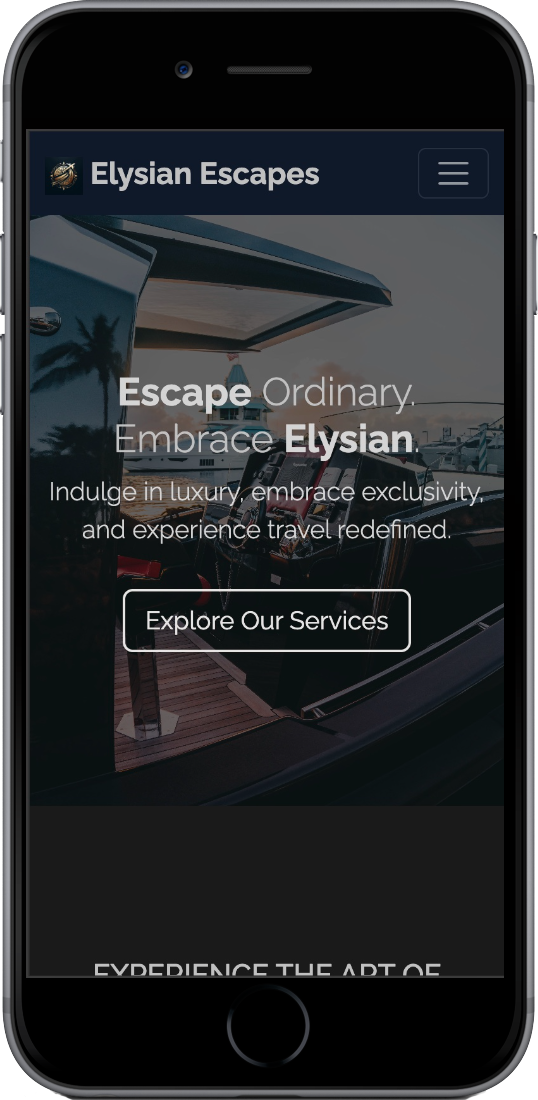 Elysian Escapes
Escape Ordinary.
Embrace Elysian.
Indulge in luxury, embrace exclusivity,
and experience travel redefined.
Explore Our Services
EXPERIENCE THE ART OF